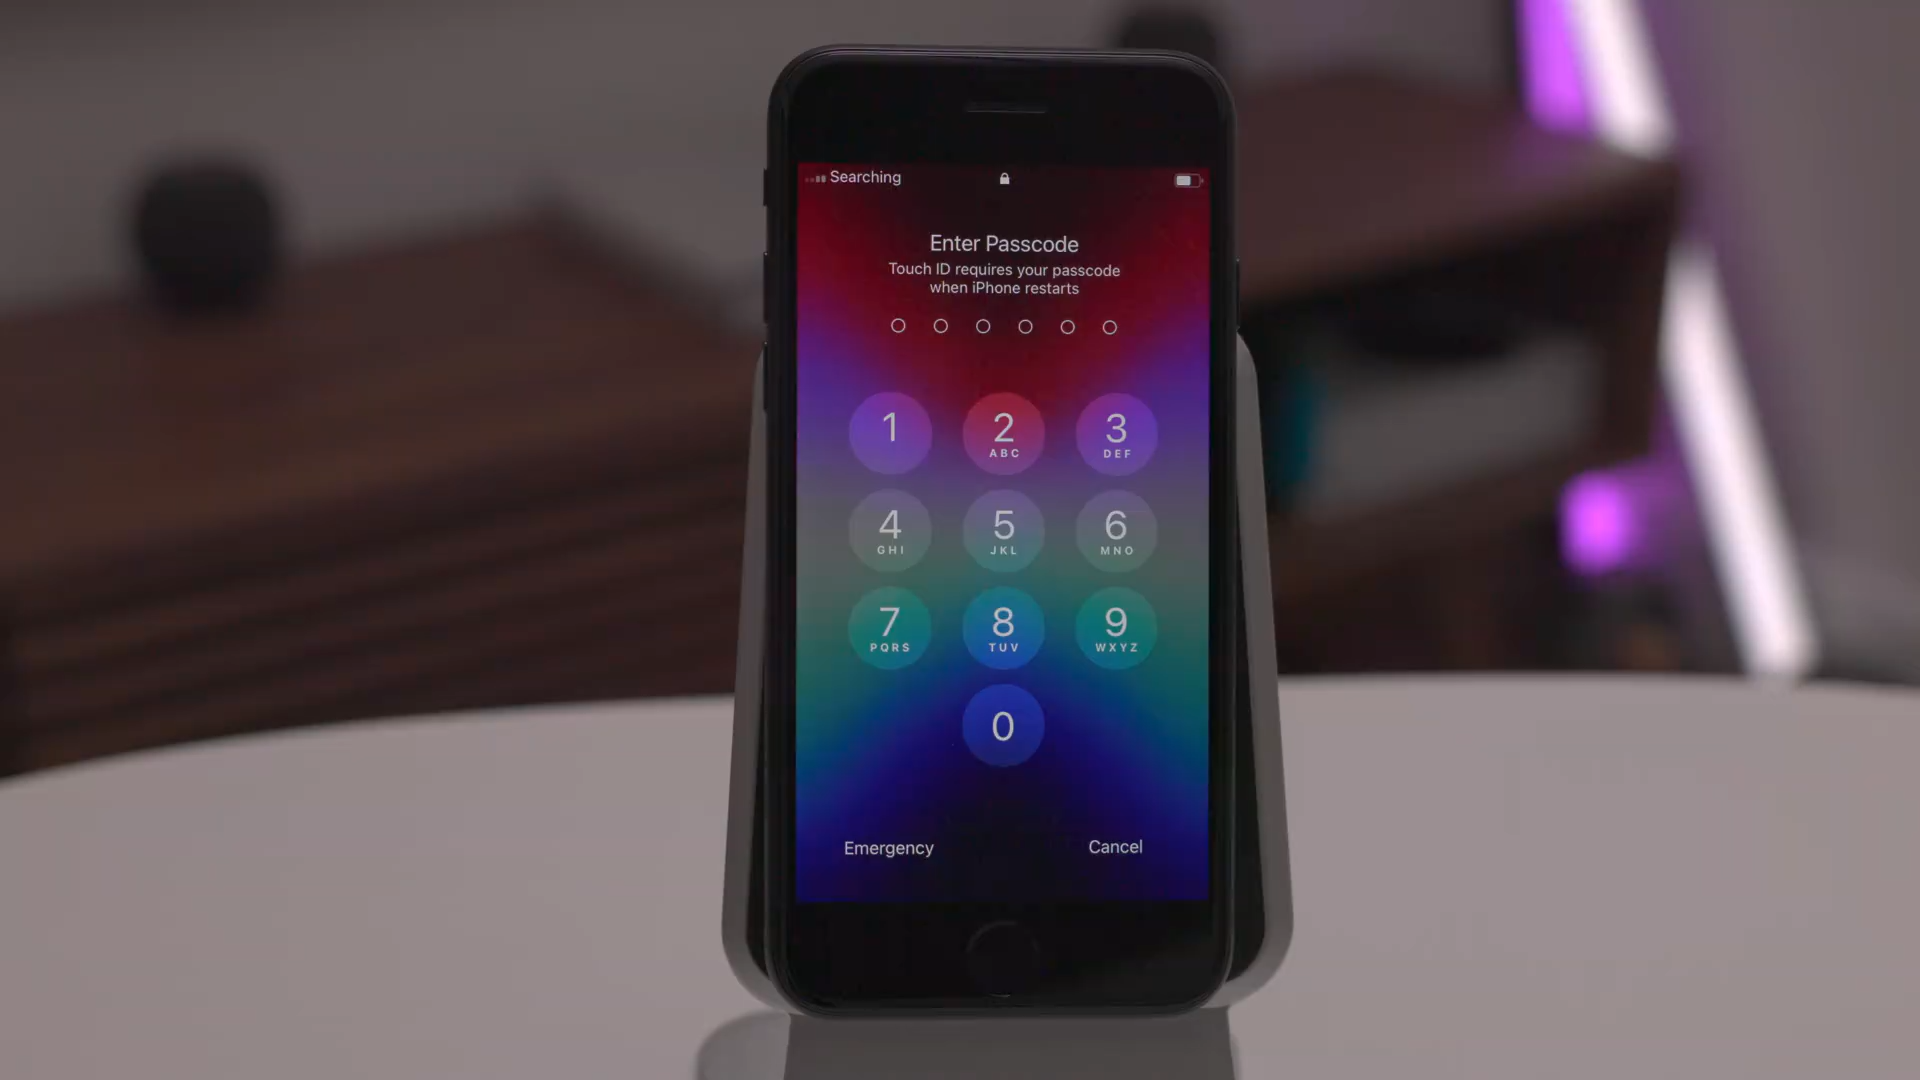 Searching
Enter Passcode
Touch ID requires your passcode
when iPhone restarts
1 2 3
ABC DEF
4 5 6
GHI JKL MNO
7 8 9
PQRS TUV WXYZ
0
Emergency Cancel